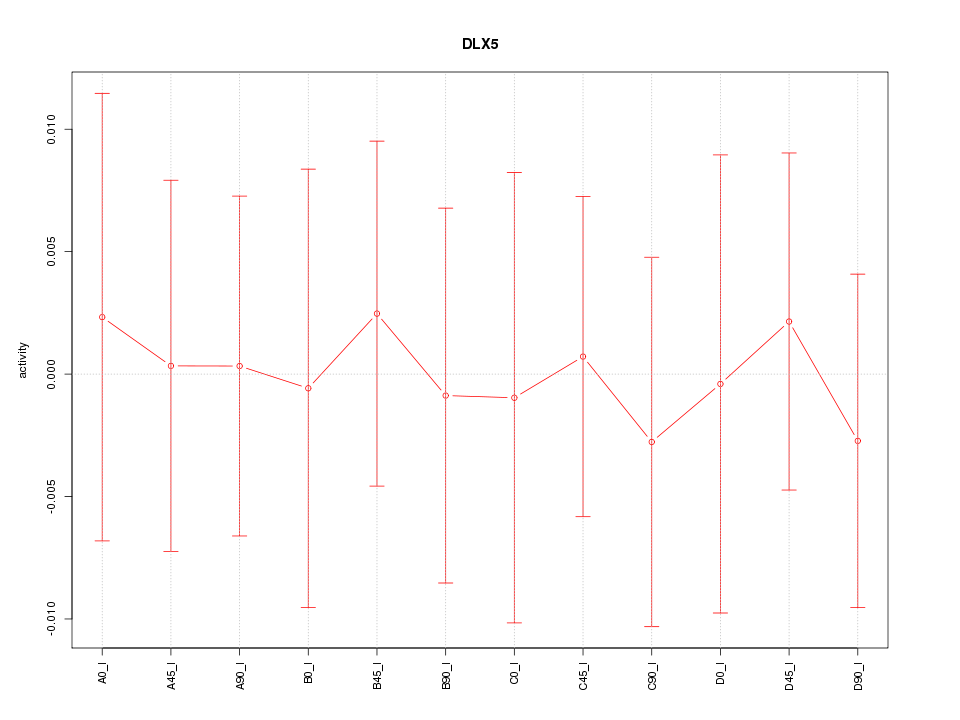 DLX5
activity
0.010
0.005
0.000
-0.005
-0.010
A0_I
A45_I
A90_I
B0_I
B45_I
B90_I
C0_I
C45_I
C90_I
D0_I
D45_I
D90_I